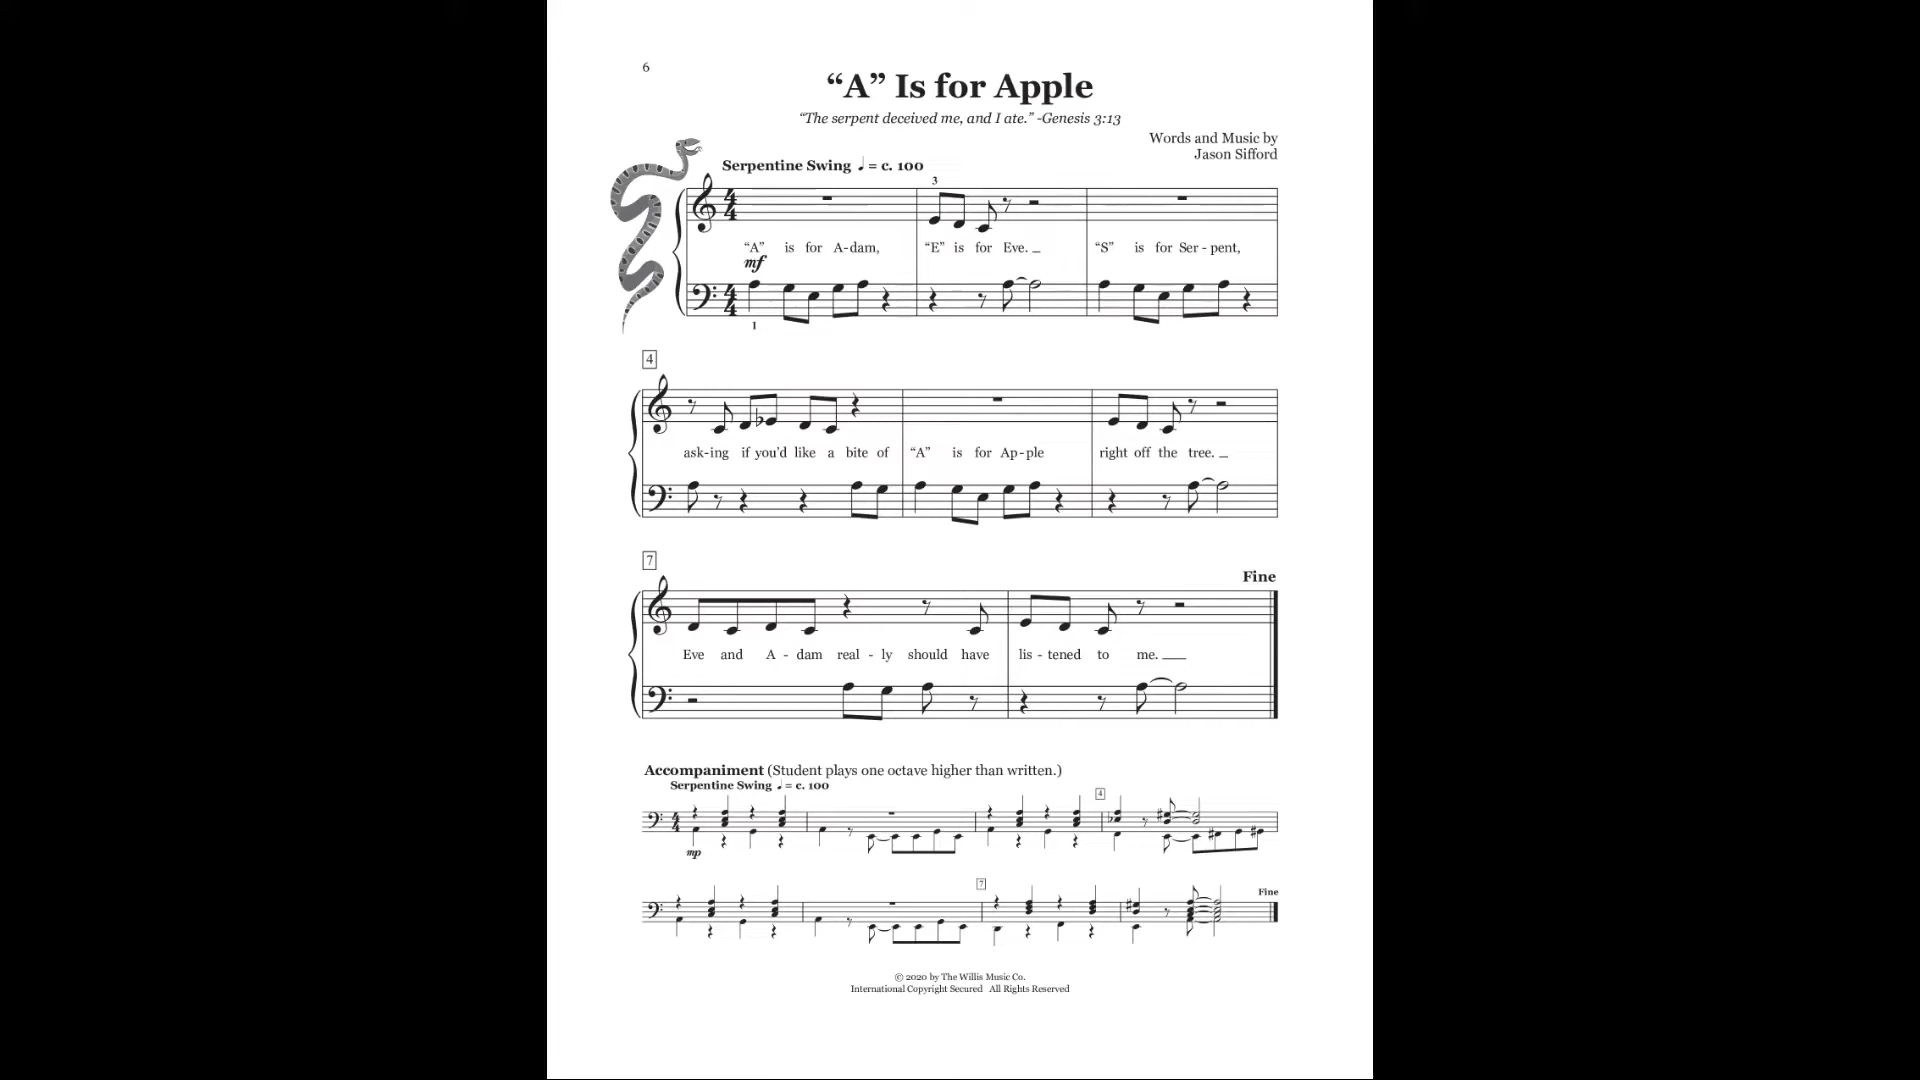 6
“A” Is for Apple
“The serpent deceived me, and I ate.” -Genesis 3:13
Words and Music by
Jason Sifford
Serpentine Swing ♩ = c. 100
3
“A” is for A-dam, “E” is for Eve. _ “S” is for Ser - pent,
mf
1
4
ask-ing if you’d like a bite of “A” is for Ap-ple right off the tree. _
7
Fine
Eve and A - dam real - ly should have lis - tened to me. __
Accompaniment (Student plays one octave higher than written.)
Serpentine Swing ♩ = c. 100
4
mp
7
Fine
© 2020 by The Willis Music Co.
International Copyright Secured All Rights Reserved